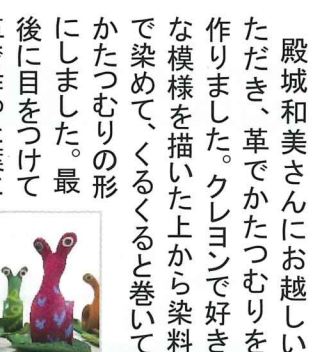 殿城和美さんにお越しい
ただき、革でかたつむりを
作りました。クレヨンで好き
な模様を描いた上から染料
で染めて、くるくると巻いて
かたつむりの形
にしました。最
後に目をつけて